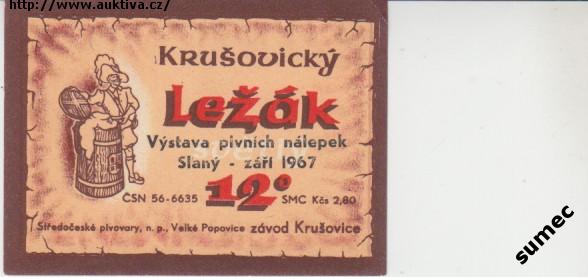 http://www.auktiva.cz/
Krušovický
Ležák
Výstava pivních nálepek
Slaný - září 1967
12°
ČSN 56-6635
SMC Kčs 2,80
Středočeské pivovary, n. p., Velké Popovice závod Krušovice
sumec